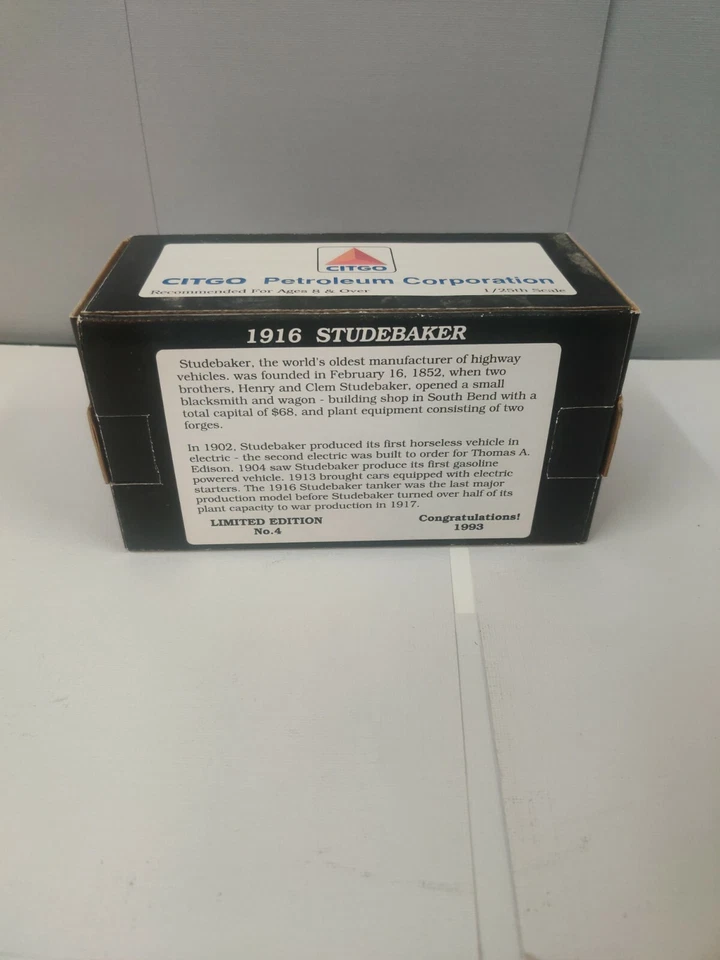 CITGO
CITGO Petroleum Corporation
Recommended For Ages 8 & Over 1/25th Scale
1916 STUDEBAKER
Studebaker, the world's oldest manufacturer of highway
vehicles. was founded in February 16, 1852, when two
brothers, Henry and Clem Studebaker, opened a small
blacksmith and wagon - building shop in South Bend with a
total capital of $68, and plant equipment consisting of two
forges.
In 1902, Studebaker produced its first horseless vehicle in
electric - the second electric was built to order for Thomas A.
Edison. 1904 saw Studebaker produce its first gasoline
powered vehicle. 1913 brought cars equipped with electric
starters. The 1916 Studebaker tanker was the last major
production model before Studebaker turned over half of its
plant capacity to war production in 1917.
LIMITED EDITION Congratulations!
No.4 1993